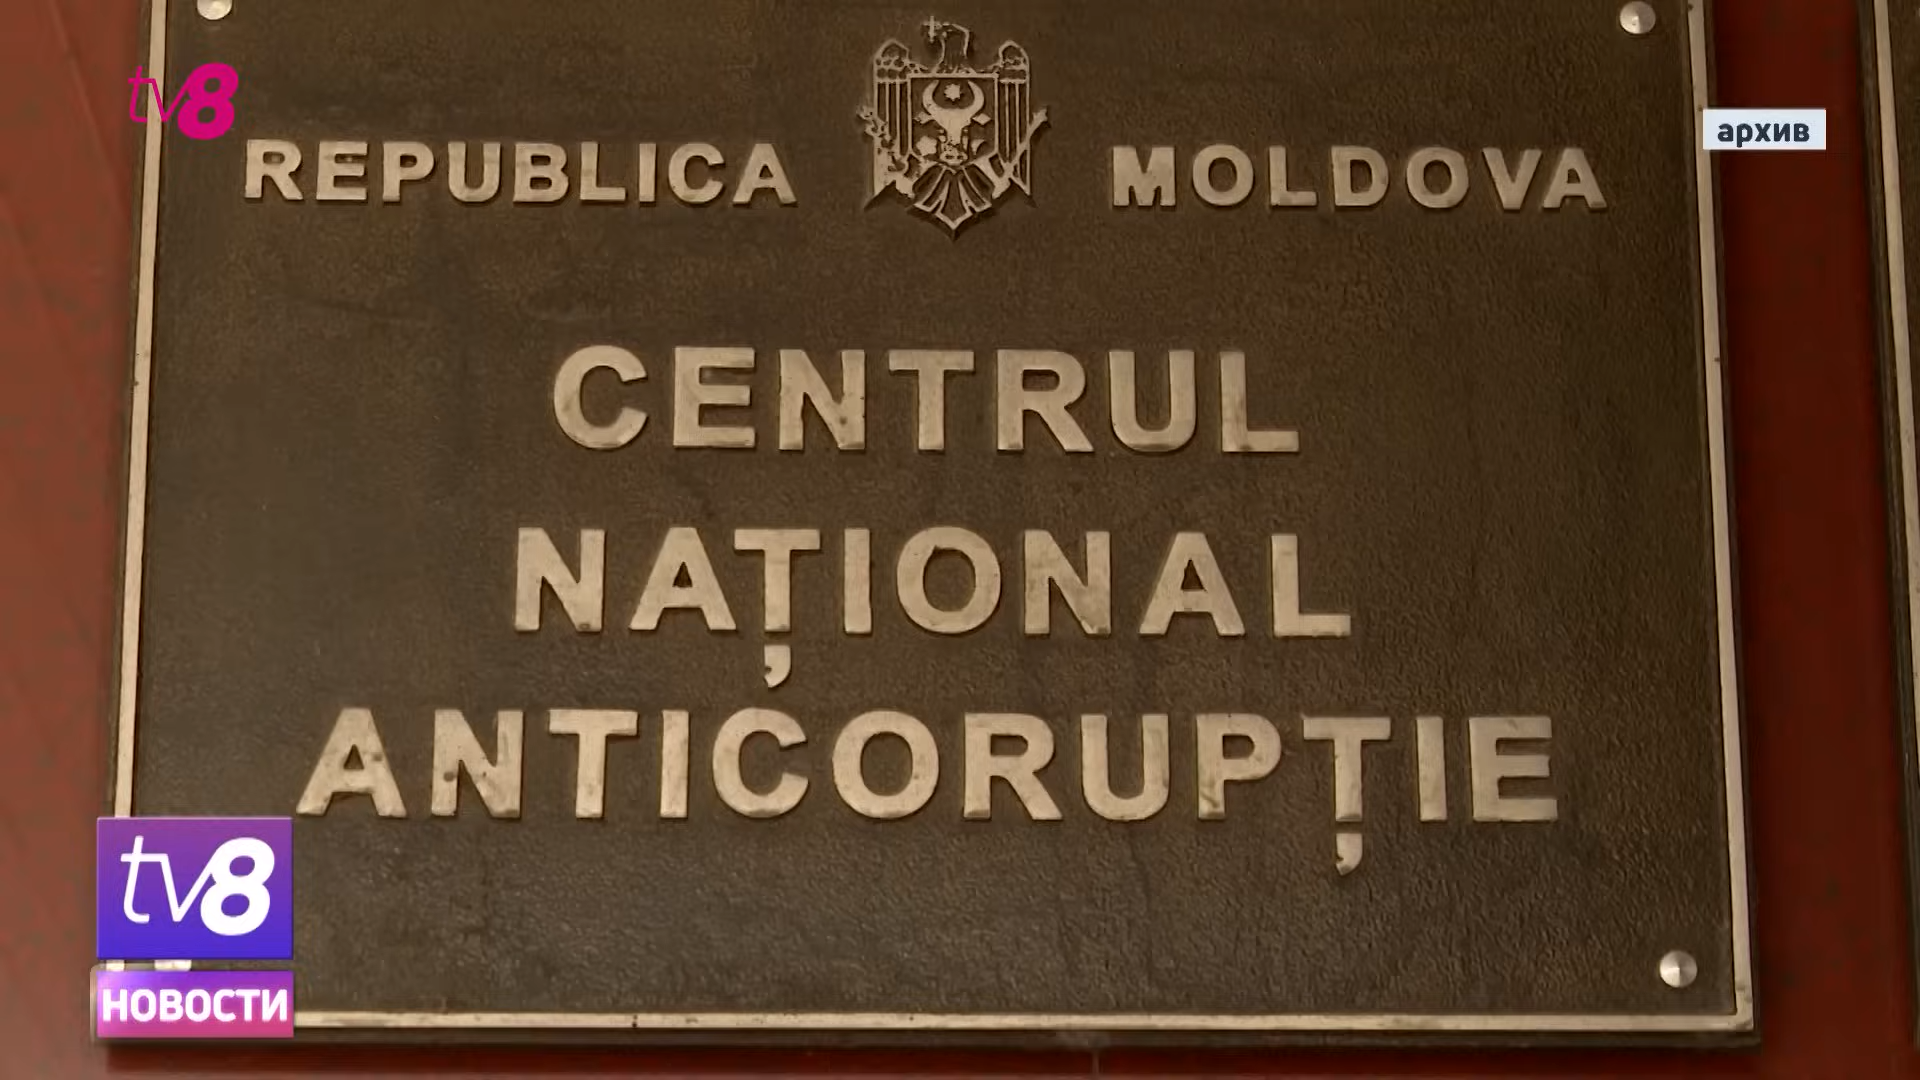 tv8
архив
REPUBLICA MOLDOVA
CENTRUL
NAȚIONAL
ANTICORUPȚIE
tv8
НОВОСТИ